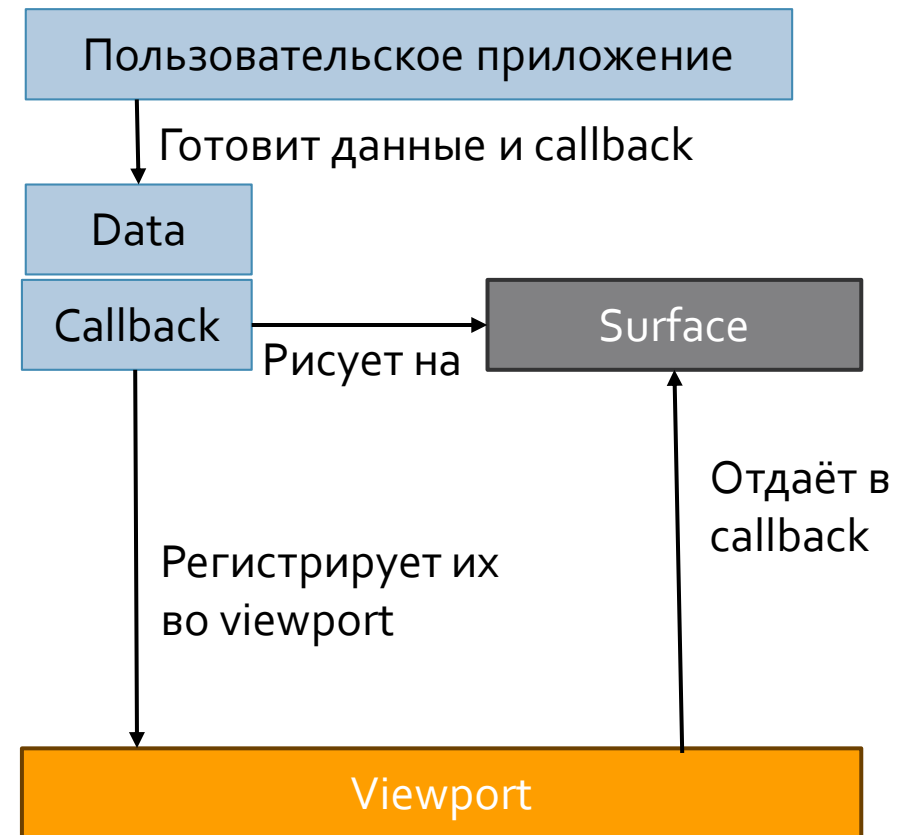 Пользовательское приложение
Готовит данные и callback
Data
Callback
Surface
Рисует на
Отдаёт в
callback
Регистрирует их
во viewport
Viewport